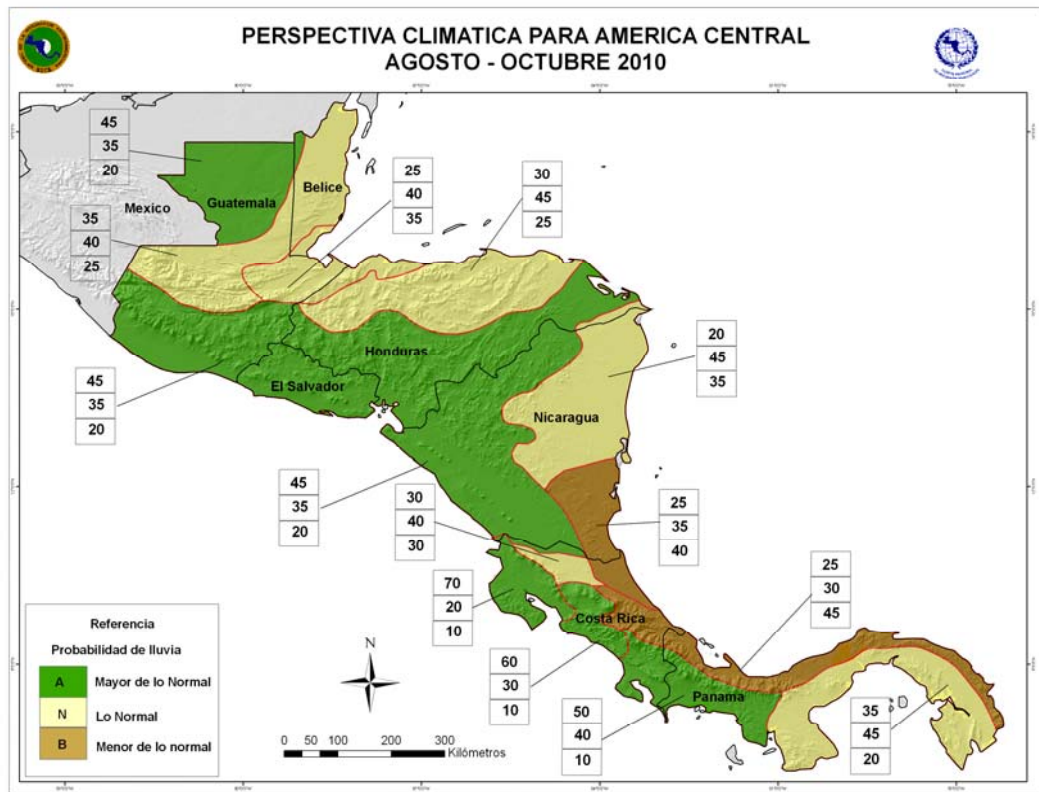 PERSPECTIVA CLIMATICA PARA AMERICA CENTRAL
AGOSTO - OCTUBRE 2010
45
35
20
25
40
35
30
45
25
Belice
Guatemala
Mexico
35
40
25
20
45
35
Honduras
45
35
20
El Salvador
Nicaragua
45
35
20
30
40
30
25
35
40
70
20
10
25
30
45
Costa Rica
60
30
10
Panama
50
40
10
35
45
20
Referencia
Probabilidad de lluvia
A Mayor de lo Normal
N Lo Normal
B Menor de lo normal
N
0 50 100 200 300
Kilómetros